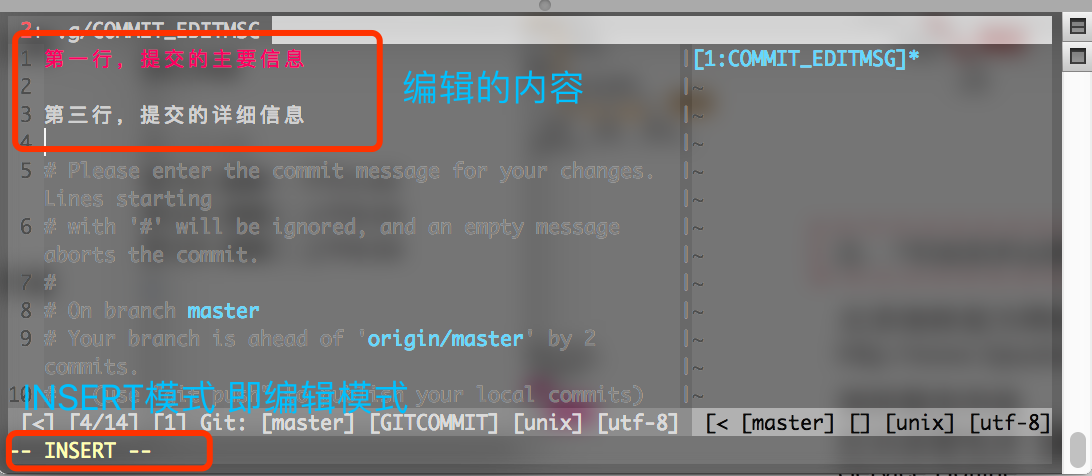 2: .g/COMMIT_EDITMSG
1 第一行，提交的主要信息
[1:COMMIT_EDITMSG]*
2
编辑的内容
3 第三行，提交的详细信息
4
5 # Please enter the commit message for your changes.
Lines starting
6 # with '#' will be ignored, and an empty message
aborts the commit.
7 #
8 # On branch master
9 # Your branch is ahead of 'origin/master' by 2
commits.
10 # (use "git push" to publish your local commits)
INSERT模式 即编辑模式
[<] [4/14] [1] Git: [master] [GITCOMMIT] [unix] [utf-8]
[< [master] [] [unix] [utf-8]
-- INSERT --